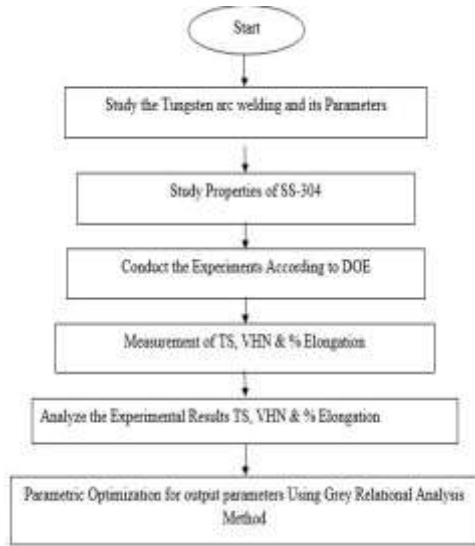 Start
Study the Tungsten arc welding and its Parameters
Study Properties of SS-304
Conduct the Experiments According to DOE
Measurement of TS, VHN & % Elongation
Analyze the Experimental Results TS, VHN & % Elongation
Parametric Optimization for output parameters Using Grey Relational Analysis
Method